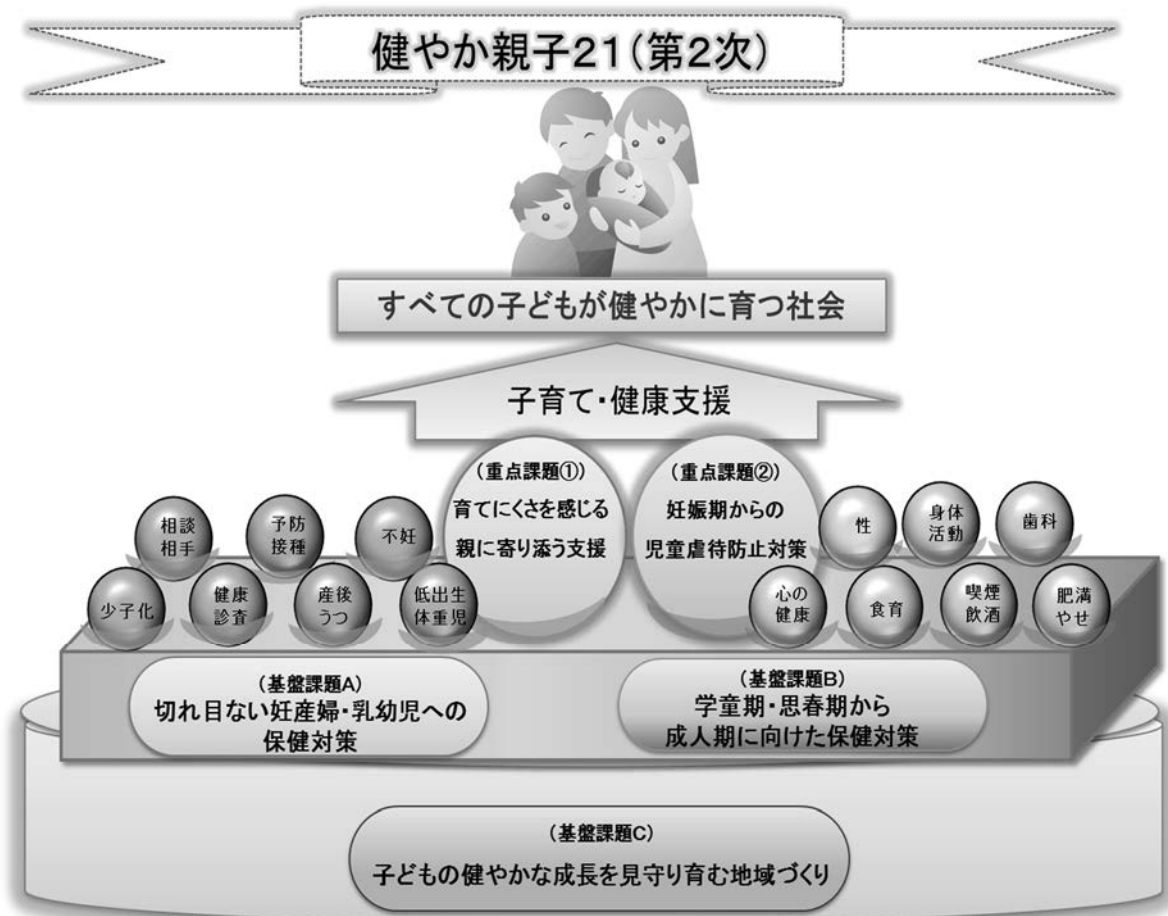 健やか親子21(第2次)
すべての子どもが健やかに育つ社会
子育て・健康支援
(重点課題①)
育てにくさを感じる
親に寄り添う支援
(重点課題②)
妊娠期からの
児童虐待防止対策
相談
相手
予防
接種
不妊
少子化
健康
診査
産後
うつ
低出生
体重児
性
身体
活動
歯科
心の
健康
食育
喫煙
飲酒
肥満
やせ
(基盤課題A)
切れ目ない妊産婦・乳幼児への
保健対策
(基盤課題B)
学童期・思春期から
成人期に向けた保健対策
(基盤課題C)
子どもの健やかな成長を見守り育む地域づくり